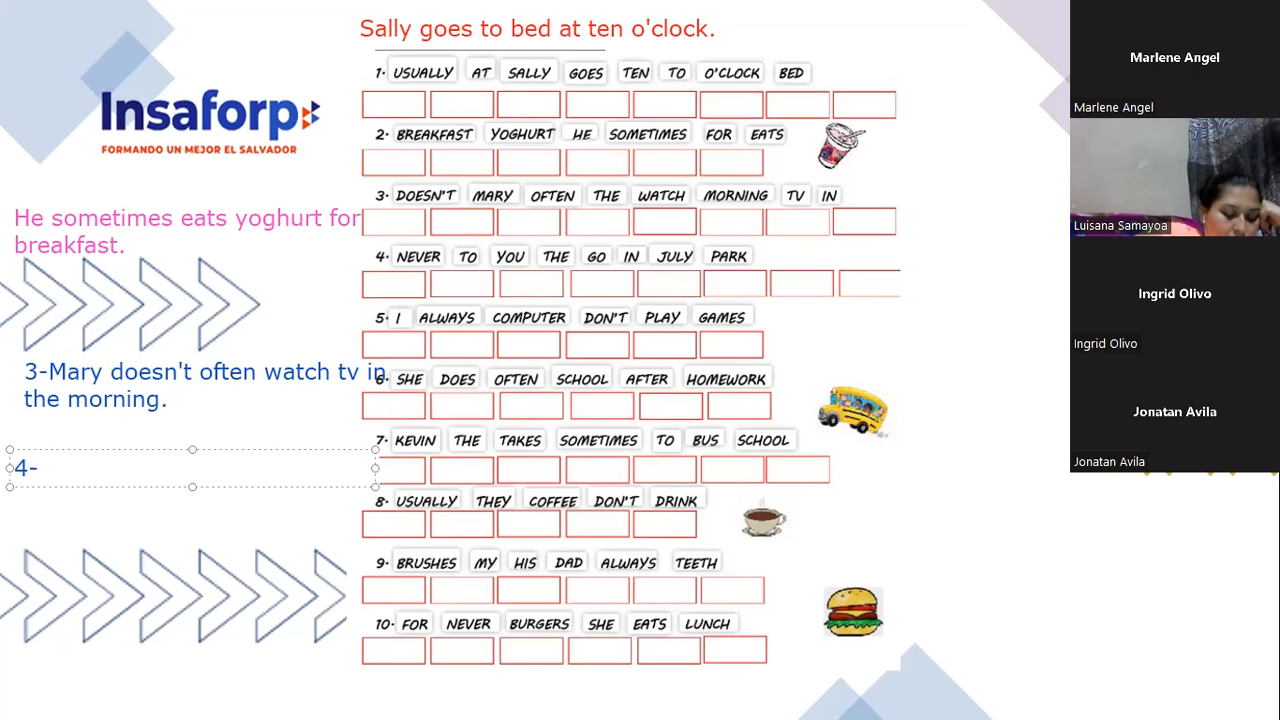 Sally goes to bed at ten o'clock.
1. USUALLY AT SALLY GOES TEN TO O'CLOCK BED
Insaforp
FORMANDO UN MEJOR EL SALVADOR
2. BREAKFAST YOGHURT HE SOMETIMES FOR EATS
3. DOESN'T MARY OFTEN THE WATCH MORNING TV IN
He sometimes eats yoghurt for
breakfast.
4. NEVER TO YOU THE GO IN JULY PARK
5. I ALWAYS COMPUTER DON'T PLAY GAMES
3-Mary doesn't often watch tv in
the morning.
6. SHE DOES OFTEN SCHOOL AFTER HOMEWORK
7. KEVIN THE TAKES SOMETIMES TO BUS SCHOOL
4-
8. USUALLY THEY COFFEE DON'T DRINK
9. BRUSHES MY HIS DAD ALWAYS TEETH
10. FOR NEVER BURGERS SHE EATS LUNCH
Marlene Angel
Marlene Angel
Luisana Samayoa
Ingrid Olivo
Ingrid Olivo
Jonatan Avila
Jonatan Avila